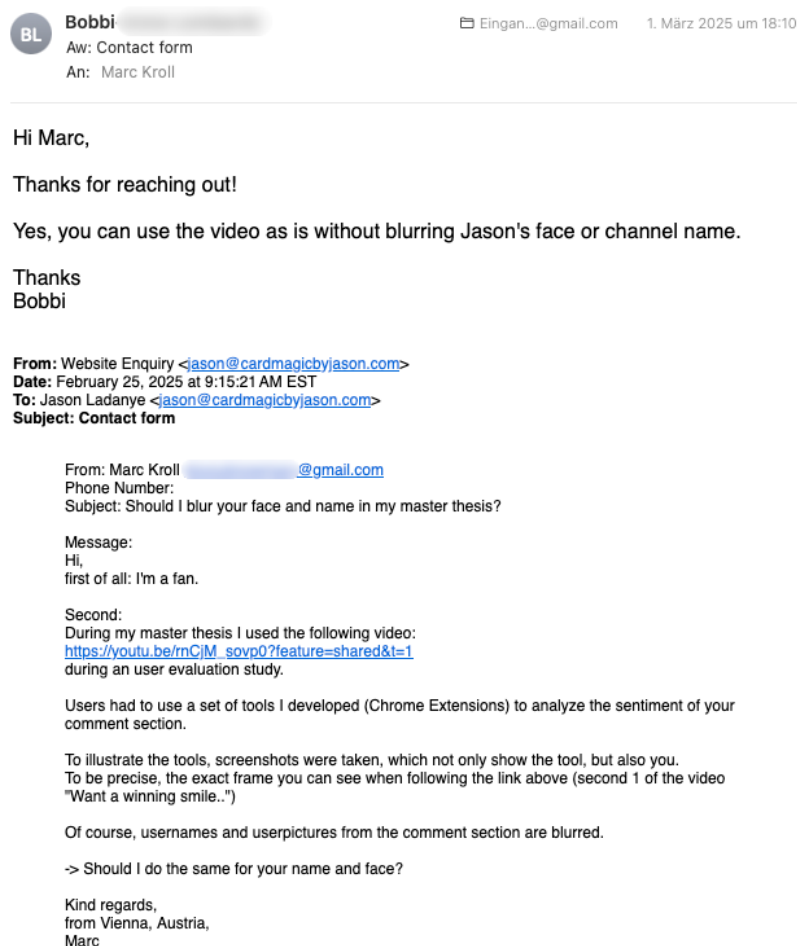 BL
Bobbi
Eingan...@gmail.com 1. März 2025 um 18:10
Aw: Contact form
An: Marc Kroll
Hi Marc,
Thanks for reaching out!
Yes, you can use the video as is without blurring Jason's face or channel name.
Thanks
Bobbi
From: Website Enquiry <jason@cardmagicbyjason.com>
Date: February 25, 2025 at 9:15:21 AM EST
To: Jason Ladanye <jason@cardmagicbyjason.com>
Subject: Contact form
From: Marc Kroll @gmail.com
Phone Number:
Subject: Should I blur your face and name in my master thesis?
Message:
Hi,
first of all: I'm a fan.
Second:
During my master thesis I used the following video:
https://youtu.be/rnCjM_sovp0?feature=shared&t=1
during an user evaluation study.
Users had to use a set of tools I developed (Chrome Extensions) to analyze the sentiment of your
comment section.
To illustrate the tools, screenshots were taken, which not only show the tool, but also you.
To be precise, the exact frame you can see when following the link above (second 1 of the video
"Want a winning smile..")
Of course, usernames and userpictures from the comment section are blurred.
-> Should I do the same for your name and face?
Kind regards,
from Vienna, Austria,
Marc